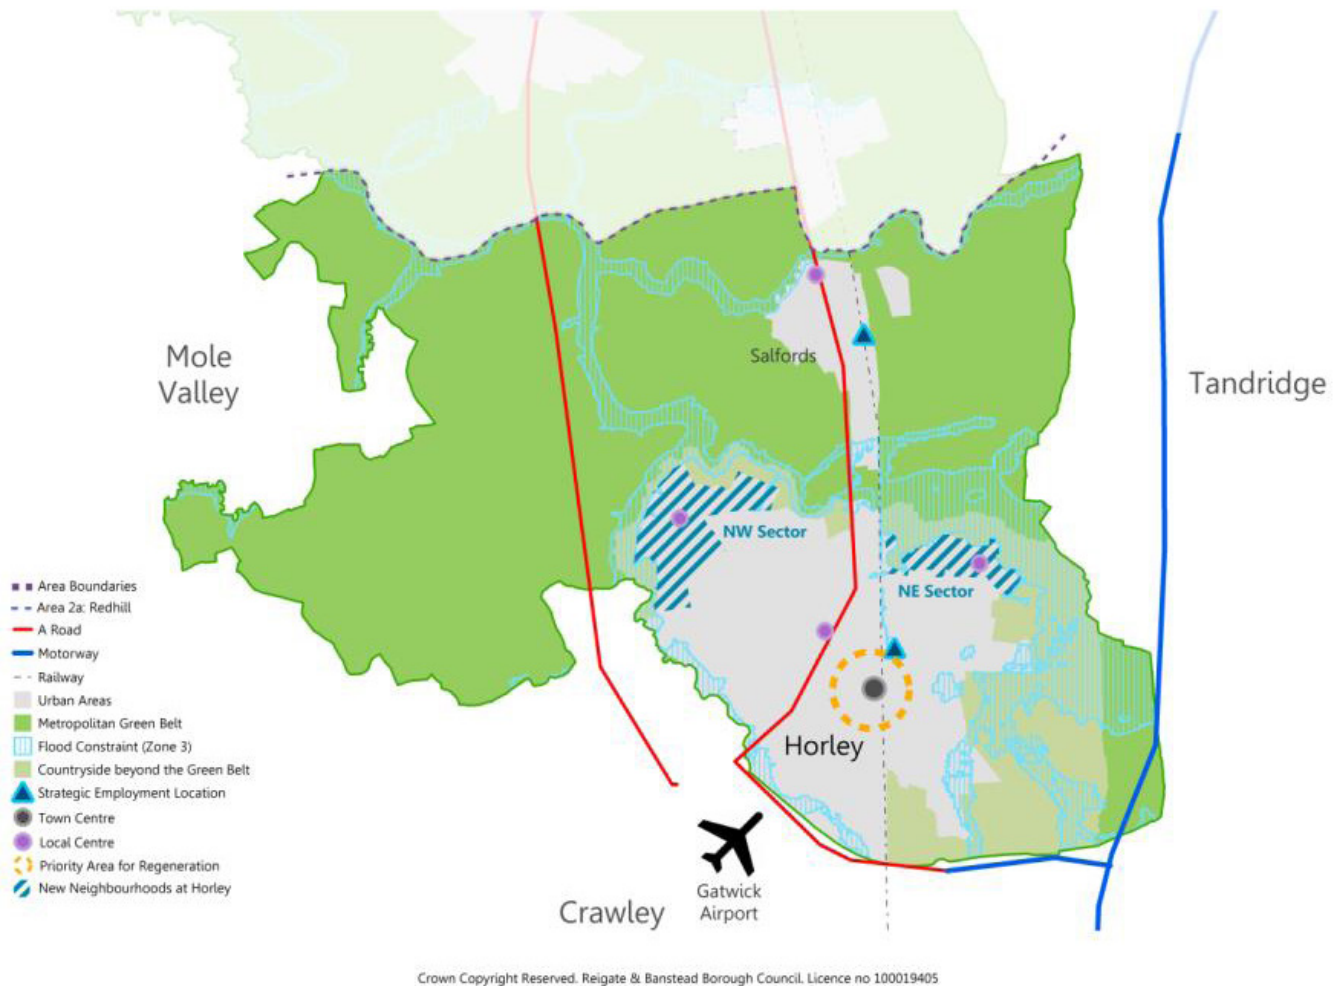 Mole
Valley
Salfords
Tandridge
NW Sector
NE Sector
Horley
Gatwick
Airport
Crawley
Area Boundaries
Area 2a: Redhill
A Road
Motorway
Railway
Urban Areas
Metropolitan Green Belt
Flood Constraint (Zone 3)
Countryside beyond the Green Belt
Strategic Employment Location
Town Centre
Local Centre
Priority Area for Regeneration
New Neighbourhoods at Horley
Crown Copyright Reserved. Reigate & Banstead Borough Council. Licence no 100019405